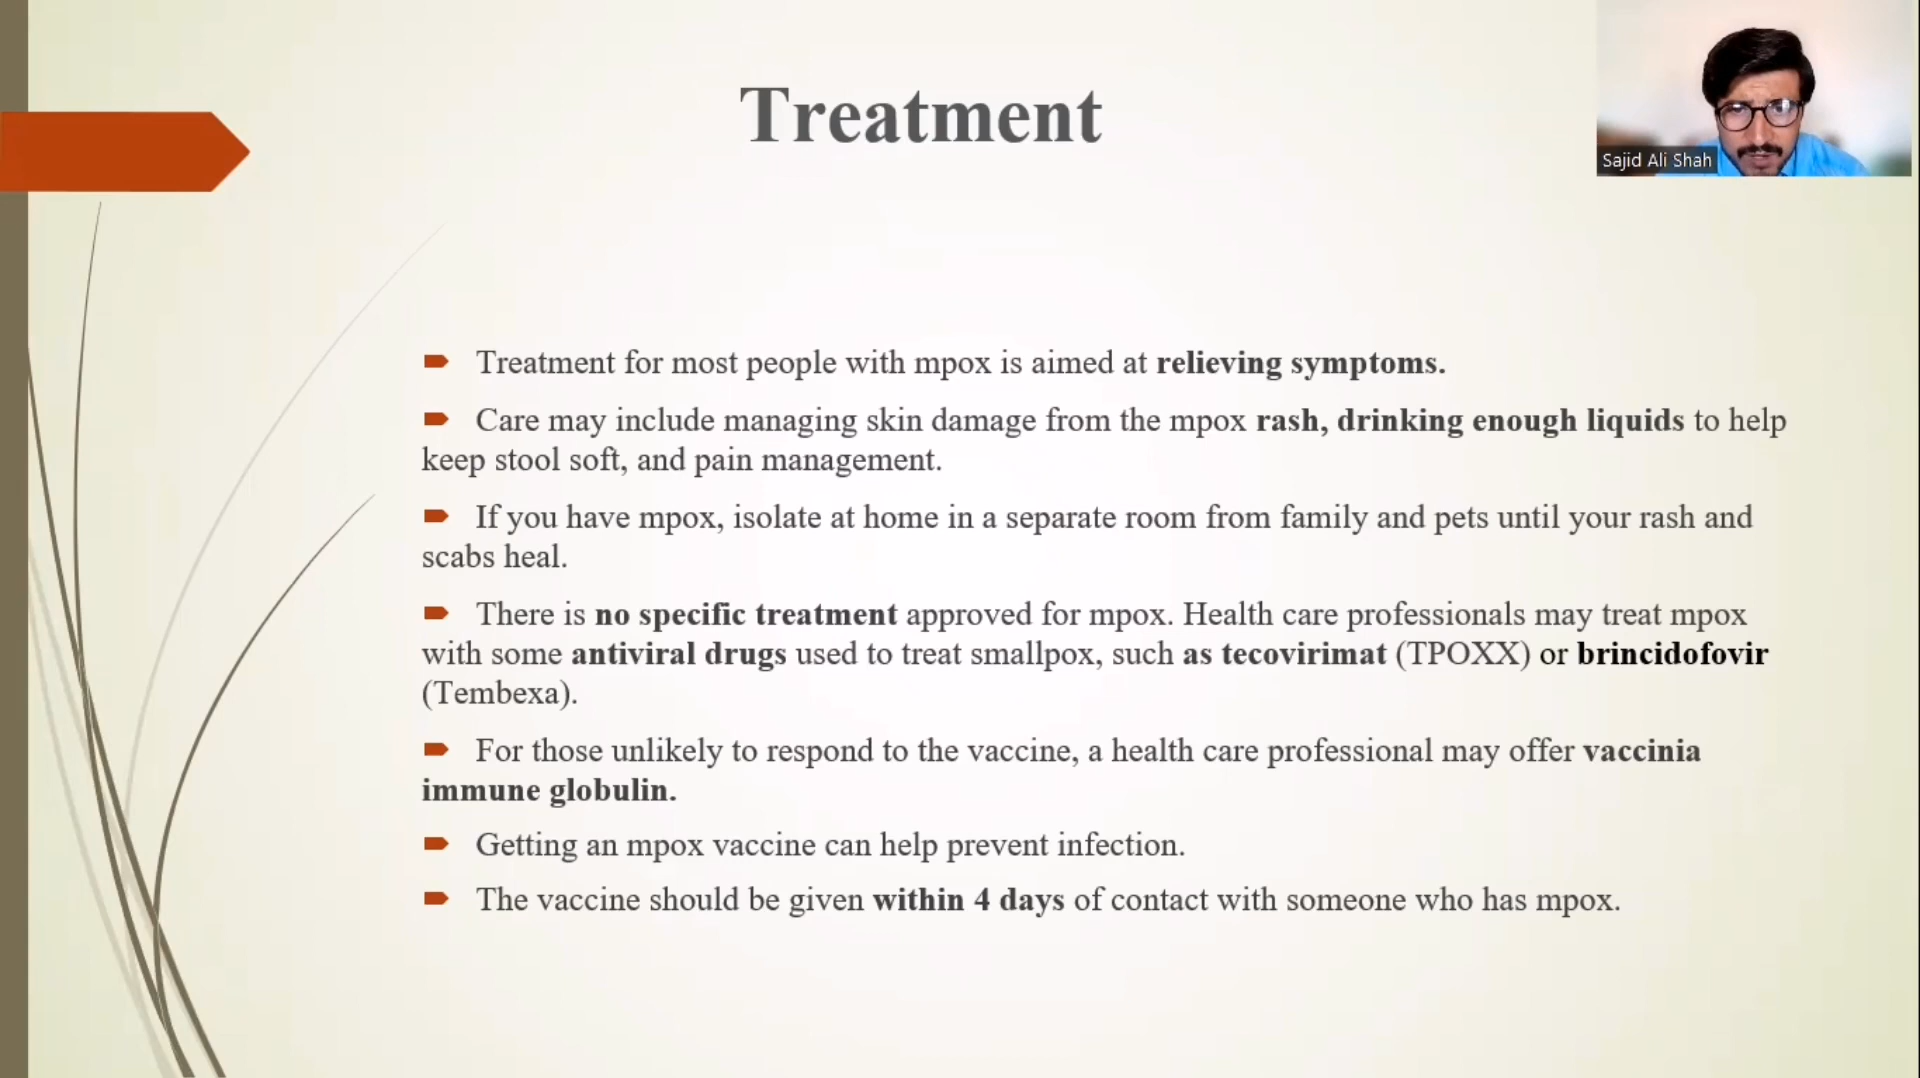 Treatment
Sajid Ali Shah
Treatment for most people with mpox is aimed at relieving symptoms.
Care may include managing skin damage from the mpox rash, drinking enough liquids to help
keep stool soft, and pain management.
If you have mpox, isolate at home in a separate room from family and pets until your rash and
scabs heal.
There is no specific treatment approved for mpox. Health care professionals may treat mpox
with some antiviral drugs used to treat smallpox, such as tecovirimat (TPOXX) or brincidofovir
(Tembexa).
For those unlikely to respond to the vaccine, a health care professional may offer vaccinia
immune globulin.
Getting an mpox vaccine can help prevent infection.
The vaccine should be given within 4 days of contact with someone who has mpox.